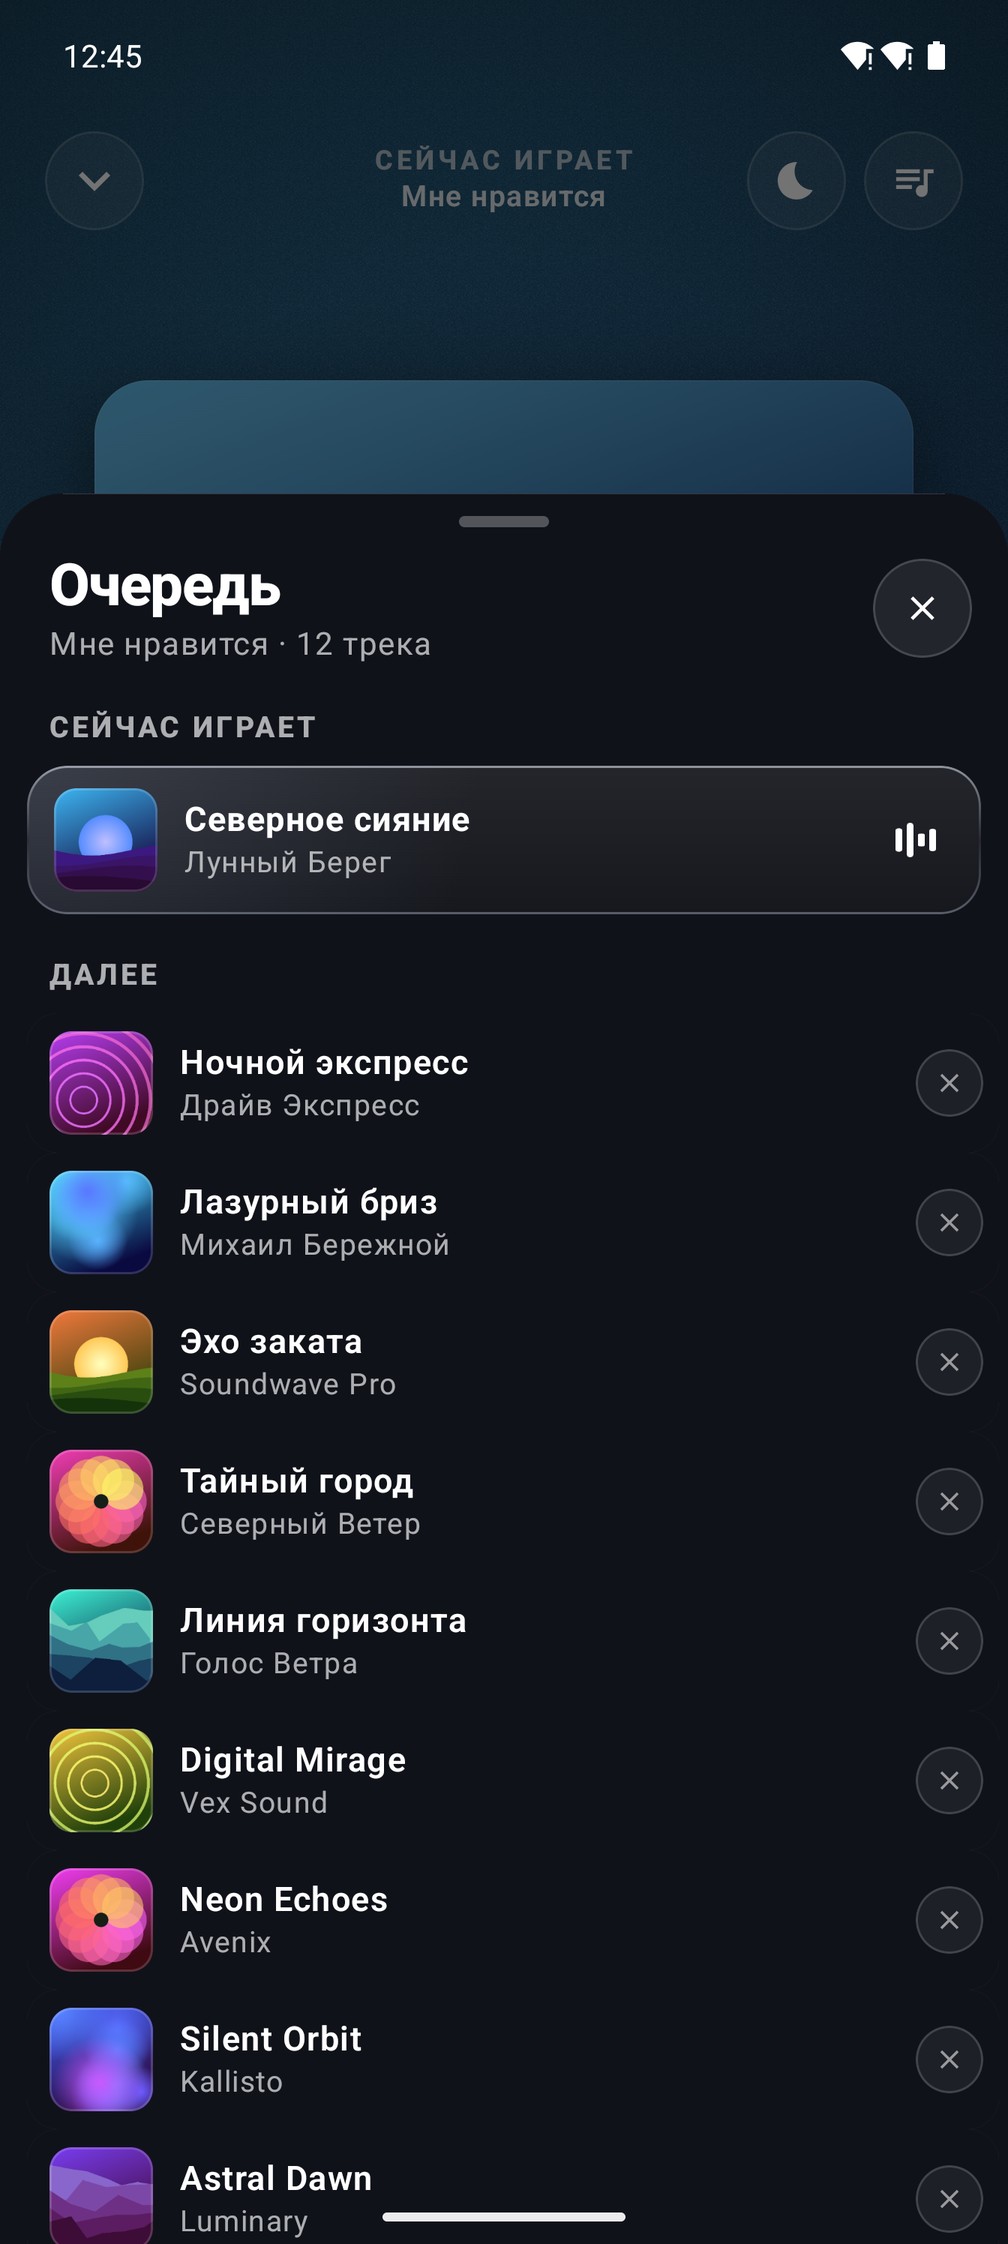 12:45
СЕЙЧАС ИГРАЕТ
Мне нравится
Очередь
Мне нравится · 12 трека
СЕЙЧАС ИГРАЕТ
Северное сияние
Лунный Берег
ДАЛЕЕ
Ночной экспресс
Драйв Экспресс
Лазурный бриз
Михаил Бережной
Эхо заката
Soundwave Pro
Тайный город
Северный Ветер
Линия горизонта
Голос Ветра
Digital Mirage
Vex Sound
Neon Echoes
Avenix
Silent Orbit
Kallisto
Astral Dawn
Luminary